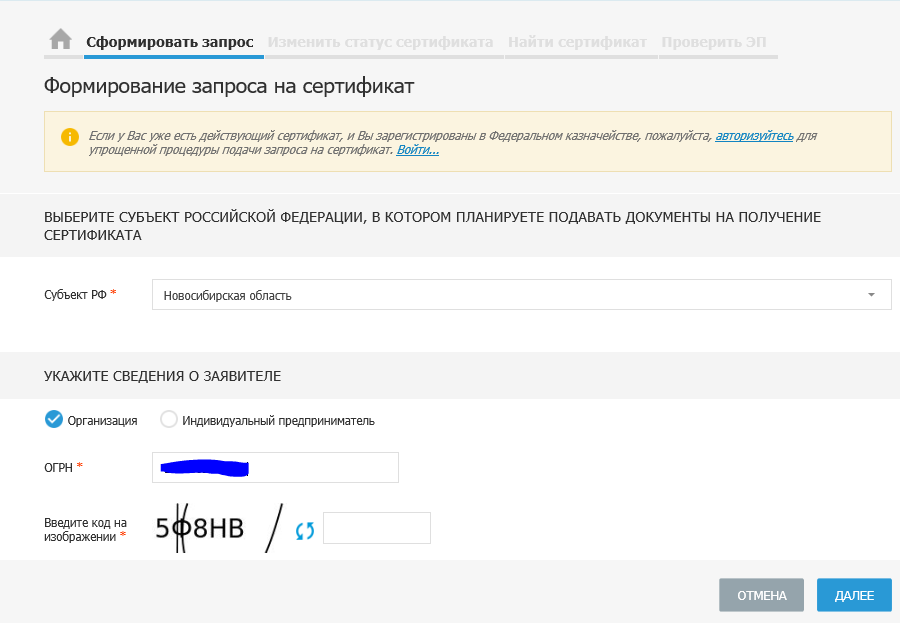 Сформировать запрос Изменить статус сертификата Найти сертификат Проверить ЭП
Формирование запроса на сертификат
Если у Вас уже есть действующий сертификат, и Вы зарегистрированы в Федеральном казначействе, пожалуйста, авторизуйтесь для
упрощенной процедуры подачи запроса на сертификат. Войти...
ВЫБЕРИТЕ СУБЪЕКТ РОССИЙСКОЙ ФЕДЕРАЦИИ, В КОТОРОМ ПЛАНИРУЕТЕ ПОДАВАТЬ ДОКУМЕНТЫ НА ПОЛУЧЕНИЕ
СЕРТИФИКАТА
Субъект РФ * Новосибирская область
УКАЖИТЕ СВЕДЕНИЯ О ЗАЯВИТЕЛЕ
Организация Индивидуальный предприниматель
ОГРН *
Введите код на
изображении *
5Ф8НВ
ОТМЕНА ДАЛЕЕ